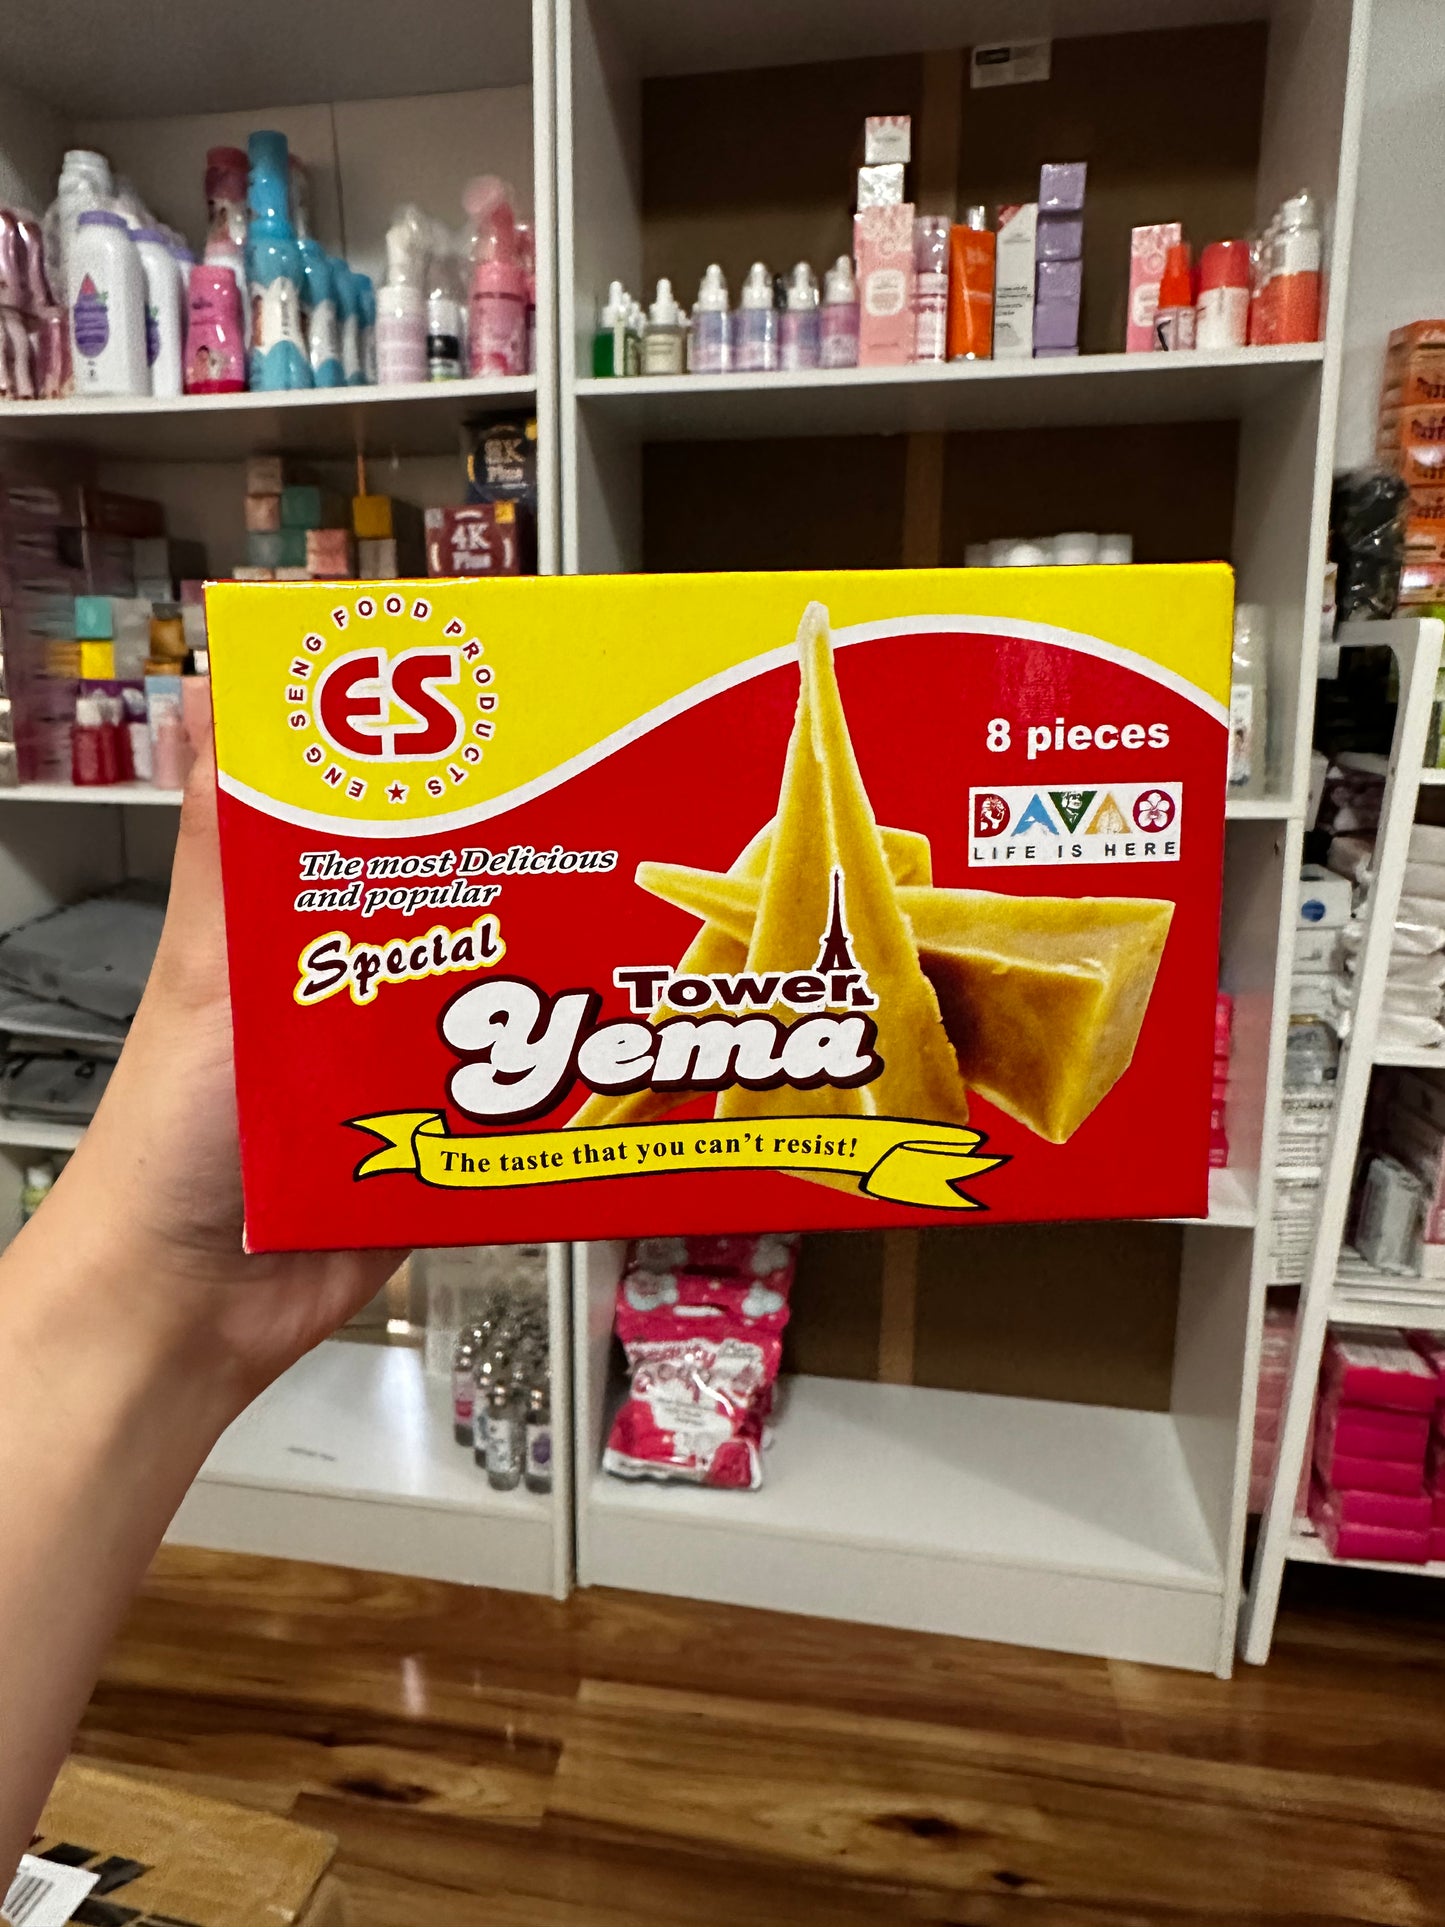 4K
Plus
ENG SENG FOOD PRODUCTS
ES
8 pieces
DAVAO
LIFE IS HERE
The most Delicious
and popular
Special
Tower
Yema
The taste that you can't resist!